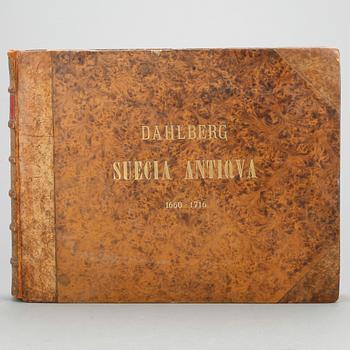 DAHLBERG
SUECIA ANTIQVA
1660-1716